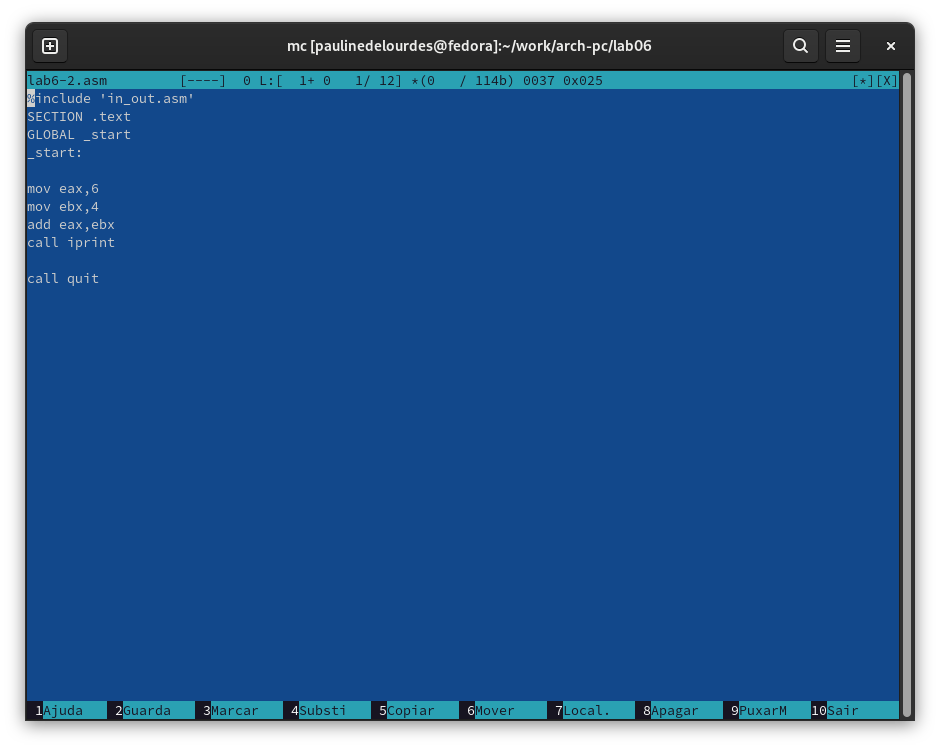 mc [paulinedelourdes@fedora]:~/work/arch-pc/lab06
lab6-2.asm [----] 0 L:[ 1+ 0 1/ 12] *(0 / 114b) 0037 0x025 [*][X]
%include 'in_out.asm'
SECTION .text
GLOBAL _start
_start:
mov eax,6
mov ebx,4
add eax,ebx
call iprint
call quit
1Ajuda 2Guarda 3Marcar 4Substi 5Copiar 6Mover 7Local. 8Apagar 9PuxarM 10Sair